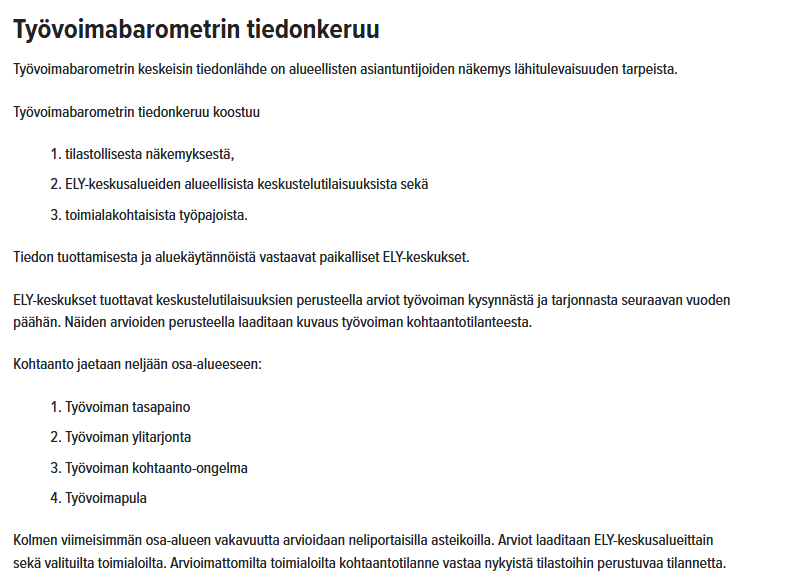 Työvoimabarometrin tiedonkeruu
Työvoimabarometrin keskeisin tiedonlähde on alueellisten asiantuntijoiden näkemys lähitulevaisuuden tarpeista.
Työvoimabarometrin tiedonkeruu koostuu
1. tilastollisesta näkemyksestä,
2. ELY-keskusalueiden alueellisista keskustelutilaisuuksista sekä
3. toimialakohtaisista työpajoista.
Tiedon tuottamisesta ja aluekäytännöistä vastaavat paikalliset ELY-keskukset.
ELY-keskukset tuottavat keskustelutilaisuuksien perusteella arviot työvoiman kysynnästä ja tarjonnasta seuraavan vuoden
päähän. Näiden arvioiden perusteella laaditaan kuvaus työvoiman kohtaantotilanteesta.
Kohtaanto jaetaan neljään osa-alueeseen:
1. Työvoiman tasapaino
2. Työvoiman ylitarjonta
3. Työvoiman kohtaanto-ongelma
4. Työvoimapula
Kolmen viimeisimmän osa-alueen vakavuutta arvioidaan neliportaisilla asteikoilla. Arviot laaditaan ELY-keskusalueittain
sekä valituilta toimialoilta. Arvioimattomilta toimialoilta kohtaantotilanne vastaa nykyistä tilastoihin perustuvaa tilannetta.